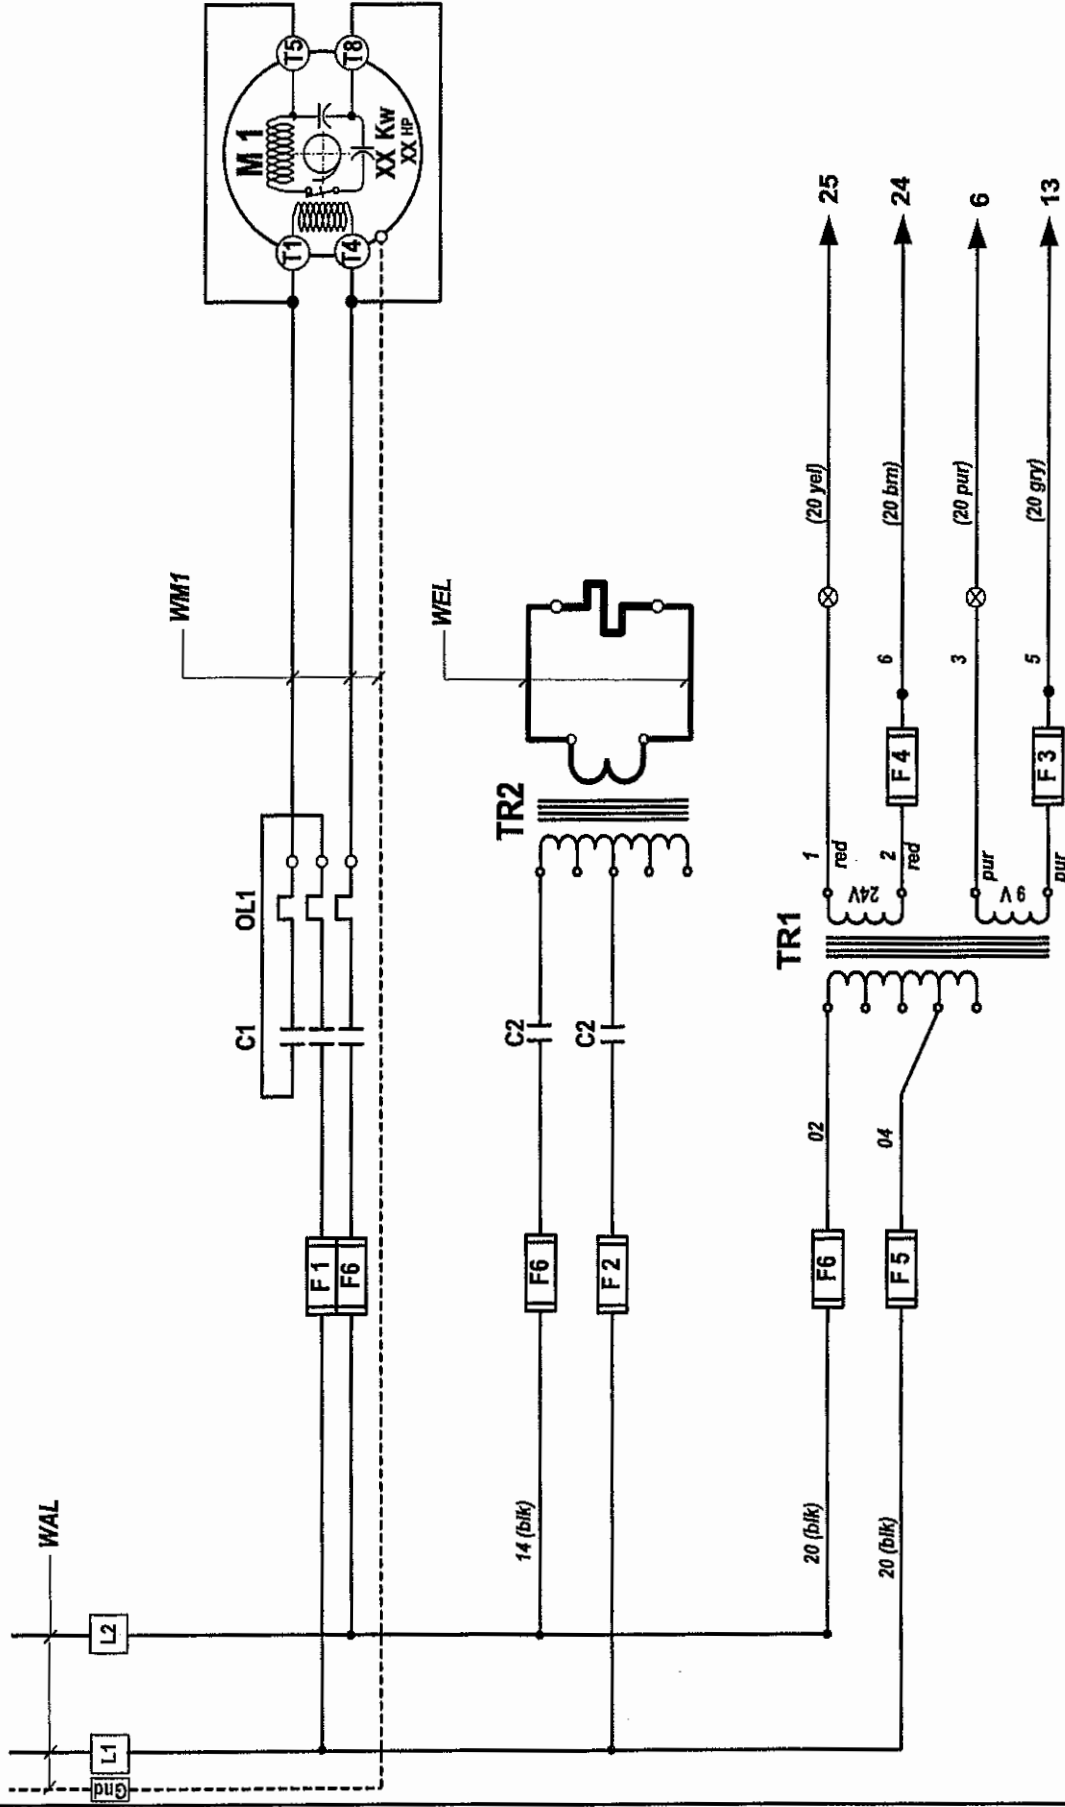 WAL
L2
L1
Gnd
WM1
M 1
T5
T8
T1
T4
XX Kw
XX HP
OL1
C1
F 1
F6
WEL
TR2
C2
C2
F6
F 2
14 (blk)
TR1
24V
9 V
1
red
2
red
pur
pur
F 4
F 3
6
3
5
(20 yel)
(20 brn)
(20 pur)
(20 gry)
25
24
6
13
02
04
F6
F 5
20 (blk)
20 (blk)